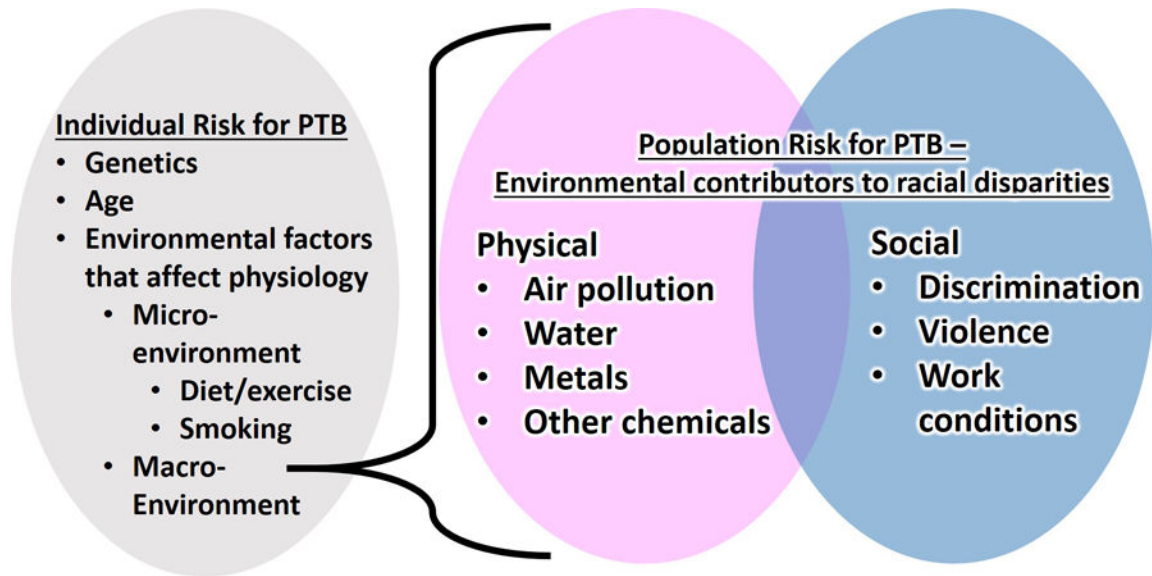 Individual Risk for PTB
• Genetics
• Age
• Environmental factors
that affect physiology
• Micro-
environment
• Diet/exercise
• Smoking
• Macro-
Environment
Population Risk for PTB –
Environmental contributors to racial disparities
Physical
• Air pollution
• Water
• Metals
• Other chemicals
Social
• Discrimination
• Violence
• Work
conditions